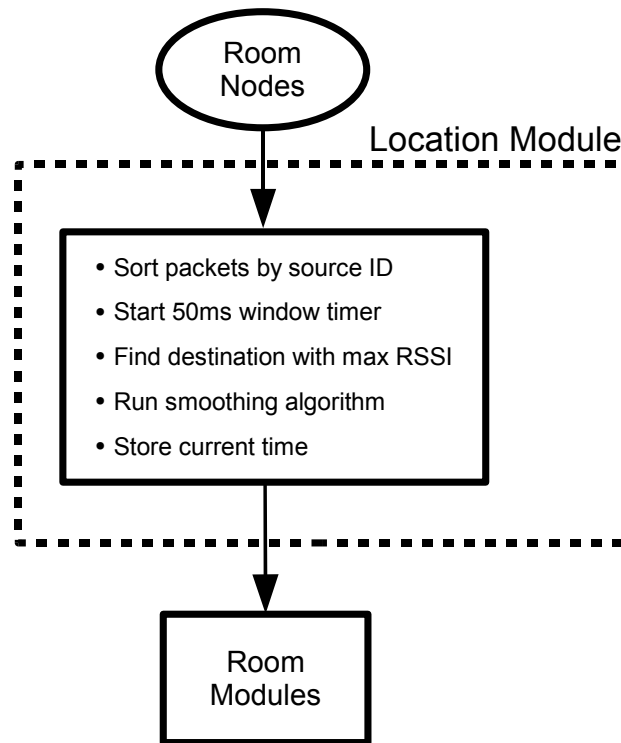 Room
Nodes
Location Module
• Sort packets by source ID
• Start 50ms window timer
• Find destination with max RSSI
• Run smoothing algorithm
• Store current time
Room
Modules